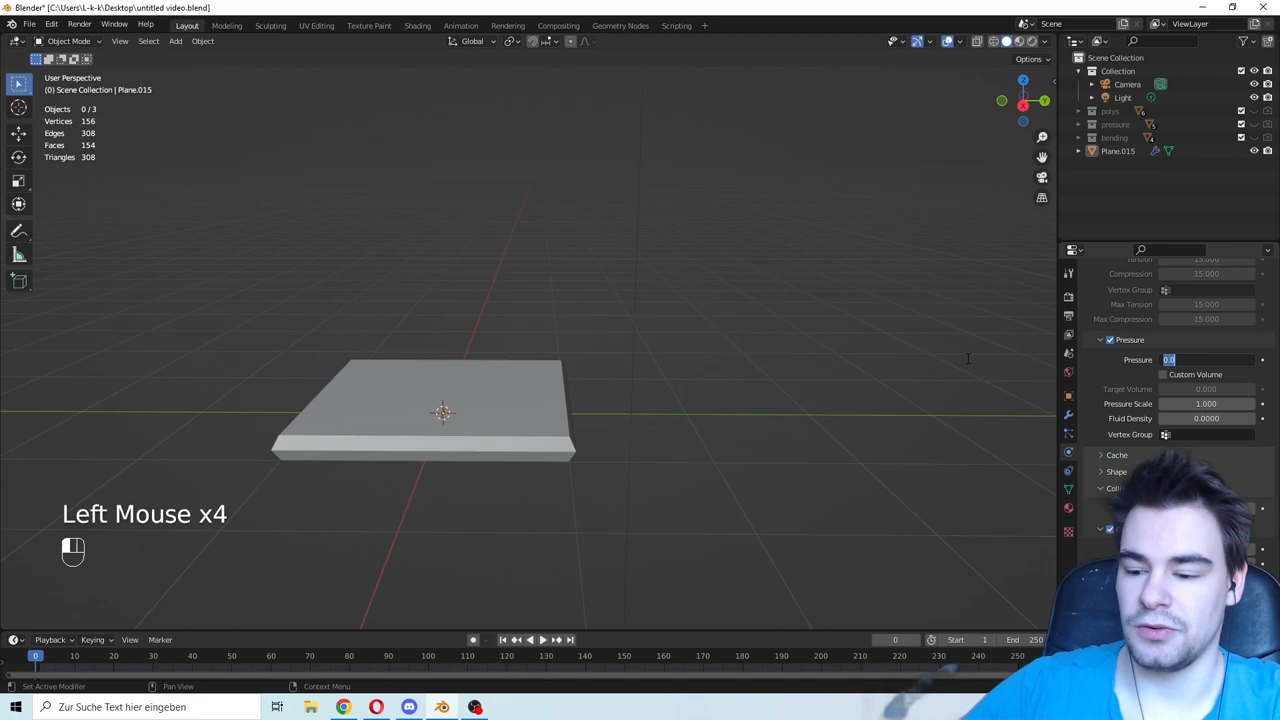 Blender* [C:\Users\L-k-k\Desktop\untitled video.blend]
File Edit Render Window Help Layout Modeling Sculpting UV Editing Texture Paint Shading Animation Rendering Compositing Geometry Nodes Scripting Scene ViewLayer
Object Mode View Select Add Object Global
Options
User Perspective
(0) Scene Collection | Plane.015
Objects 0/3
Vertices 156
Edges 308
Faces 154
Triangles 308
Z
Y
X
Scene Collection
Collection
Camera
Light
polys 6
pressure 5
bending 4
Plane.015
Tension 15.000
Compression 15.000
Vertex Group
Max Tension 15.000
Max Compression 15.000
Pressure
Pressure 0.0
Custom Volume
Target Volume 0.000
Pressure Scale 1.000
Fluid Density 0.0000
Vertex Group
Cache
Shape
Left Mouse x4
Playback Keying View Marker 0 Start 1 End 250
0 10 20 30 40 50 60 70 80 90 100 110 120 130 140 150 160 170 180 190 200 210 220 230 240
Set Active Modifier Pan View Context Menu
Zur Suche Text hier eingeben